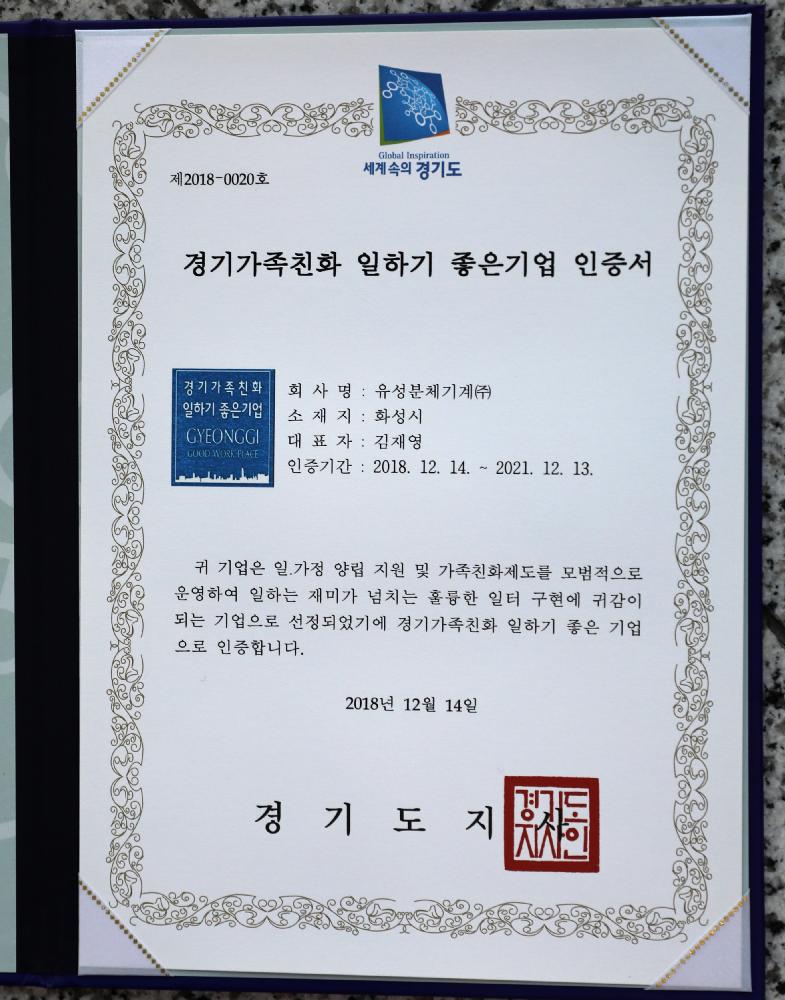 Global Inspiration
세계 속의 경기도
제2018-0020호
경기가족친화 일하기 좋은기업 인증서
경기가족친화
일하기 좋은기업
GYEONGGI
GOOD WORK PLACE
회 사 명 : 유성분체기계㈜
소 재 지 : 화성시
대 표 자 : 김재영
인증기간 : 2018. 12. 14. ~ 2021. 12. 13.
귀 기업은 일.가정 양립 지원 및 가족친화제도를 모범적으로
운영하여 일하는 재미가 넘치는 훌륭한 일터 구현에 귀감이
되는 기업으로 선정되었기에 경기가족친화 일하기 좋은 기업
으로 인증합니다.
2018년 12월 14일
경 기 도 지 사
경기도
지사인